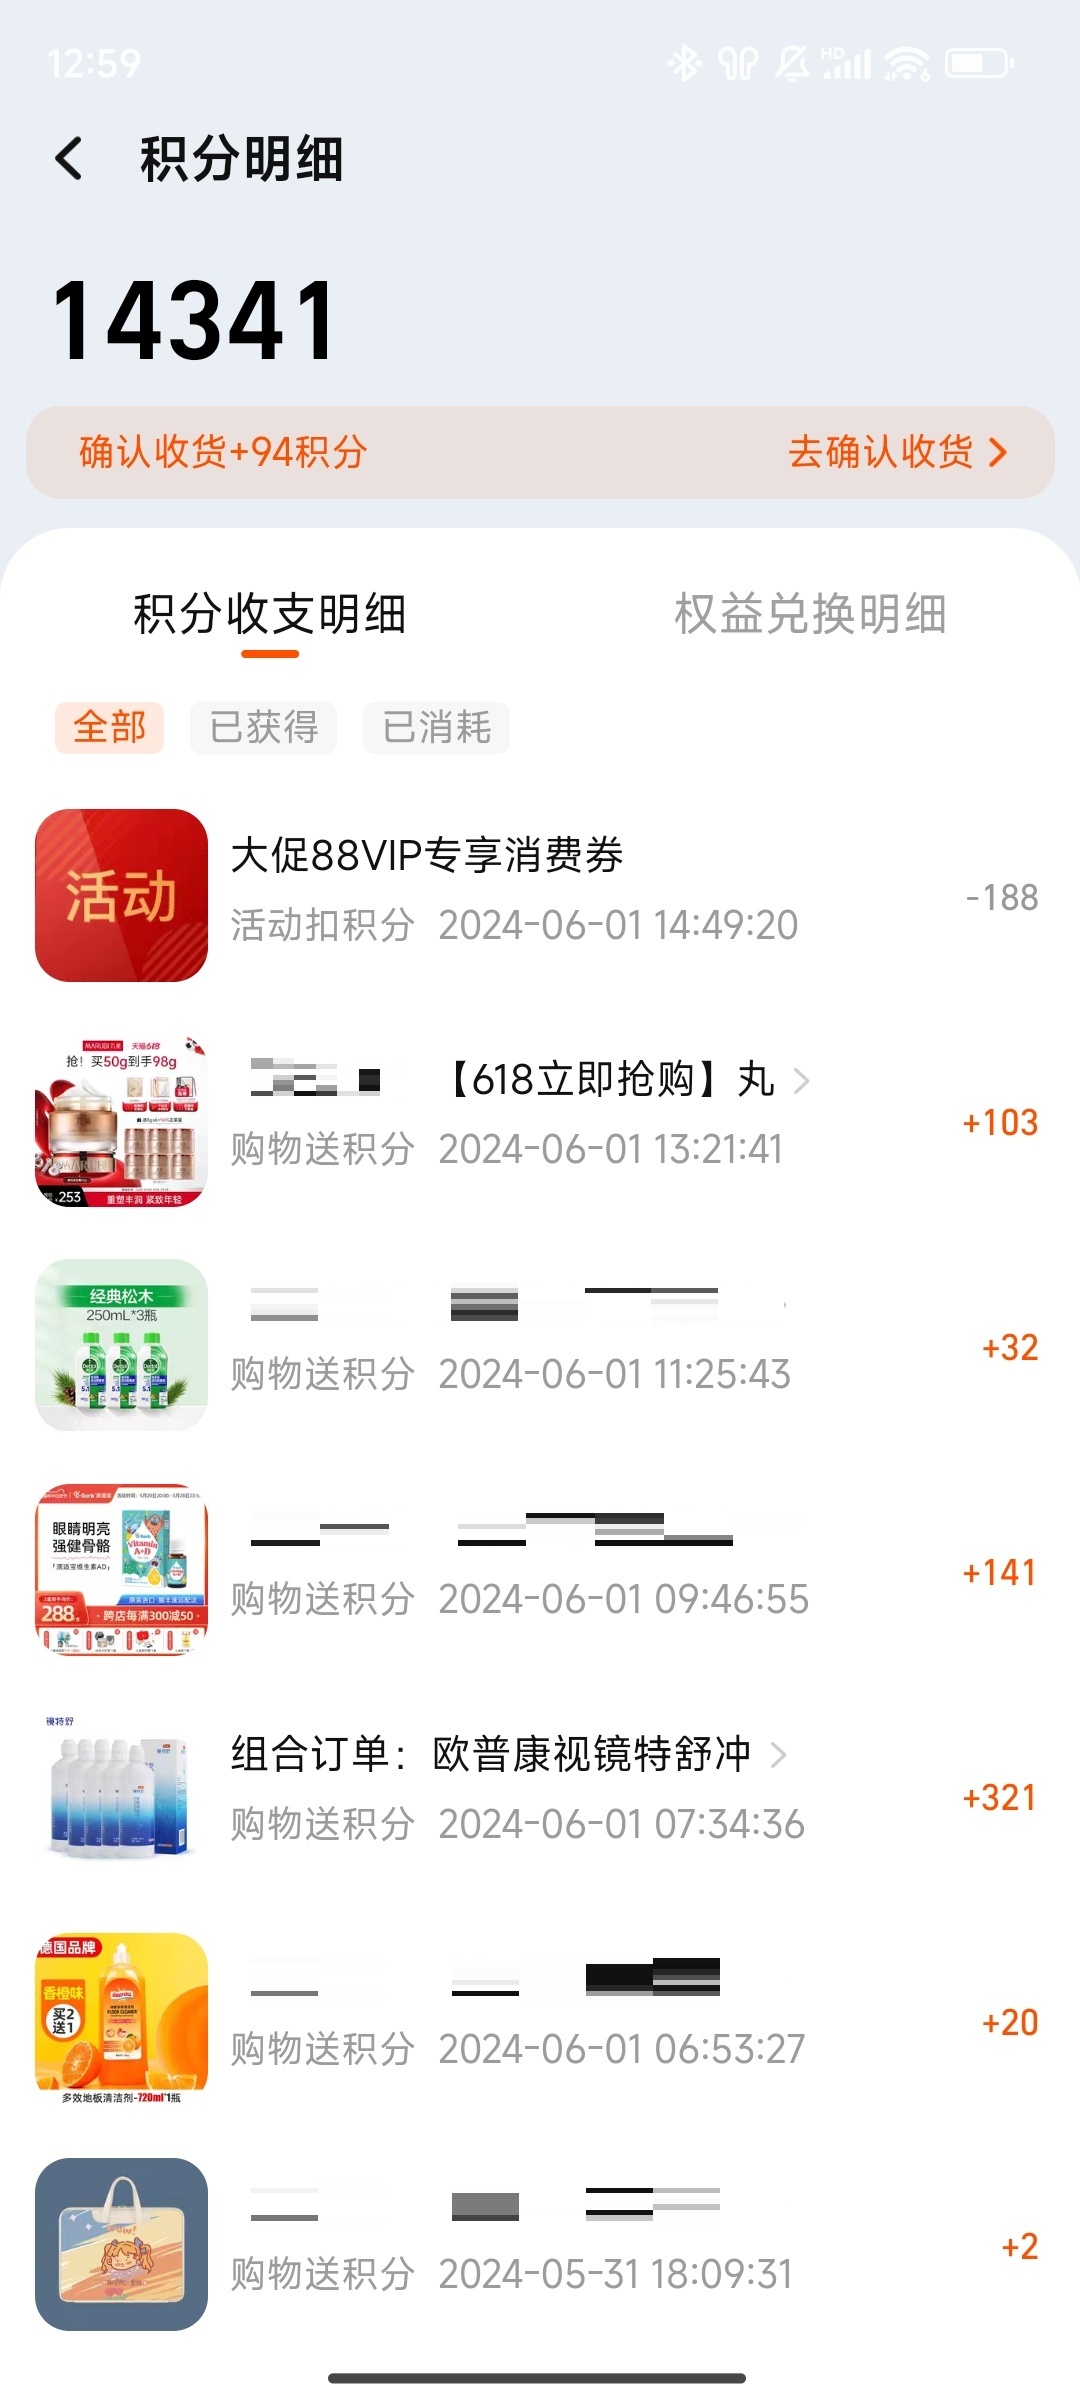 12:59
HD
6
积分明细
14341
确认收货+94积分
去确认收货
积分收支明细
权益兑换明细
全部
已获得
已消耗
活动
大促88VIP专享消费券
活动扣积分 2024-06-01 14:49:20
-188
MARUBI 丸美 天猫618
抢！买50g到手98g
253
重塑丰润 紧致年轻
【618立即抢购】丸
购物送积分 2024-06-01 13:21:41
+103
经典松木
250mL*3瓶
Dettol
购物送积分 2024-06-01 11:25:43
+32
眼睛明亮
强健骨骼
Vitamin
A+D
288
跨店每满300减50
购物送积分 2024-06-01 09:46:55
+141
镜特舒
组合订单：欧普康视镜特舒冲
购物送积分 2024-06-01 07:34:36
+321
德国品牌
香橙味
买2
送1
FLOOR CLEANER
多效地板清洁剂-720ml*1瓶
购物送积分 2024-06-01 06:53:27
+20
购物送积分 2024-05-31 18:09:31
+2